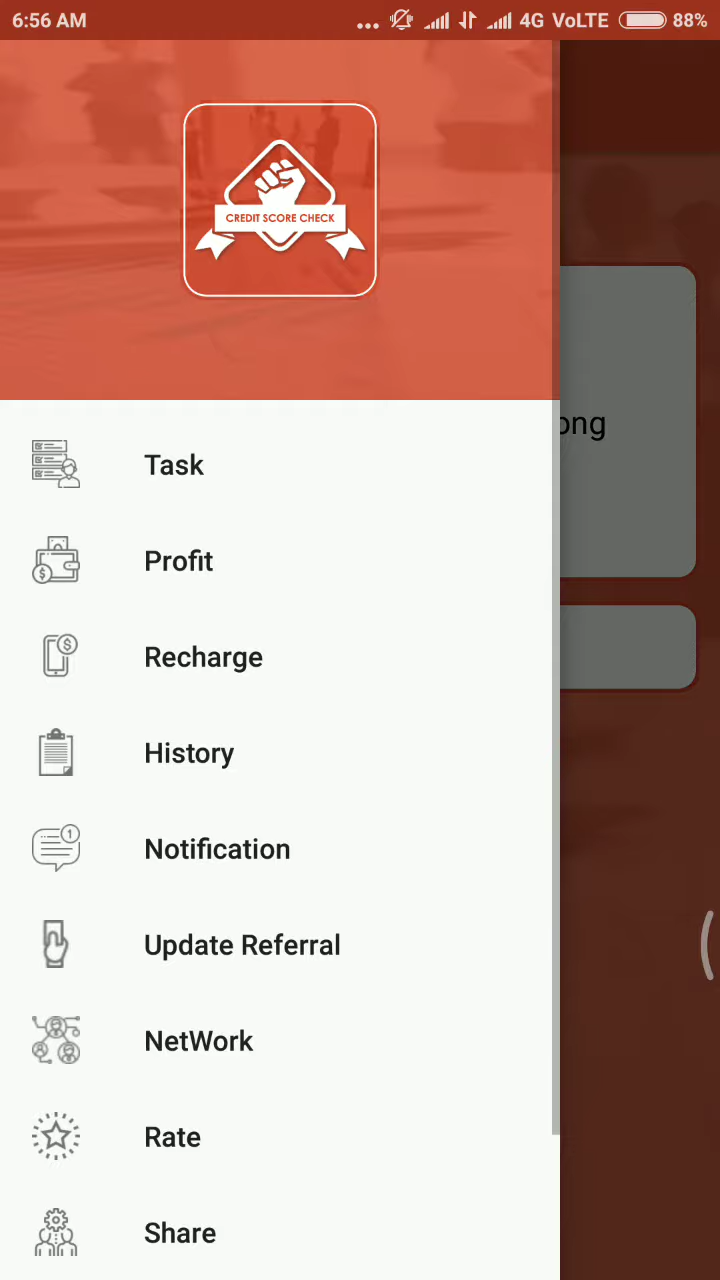 6:56 AM ... 4G VoLTE 88%
CREDIT SCORE CHECK
ong
Task
Profit
Recharge
History
Notification
1
Update Referral
NetWork
Rate
Share